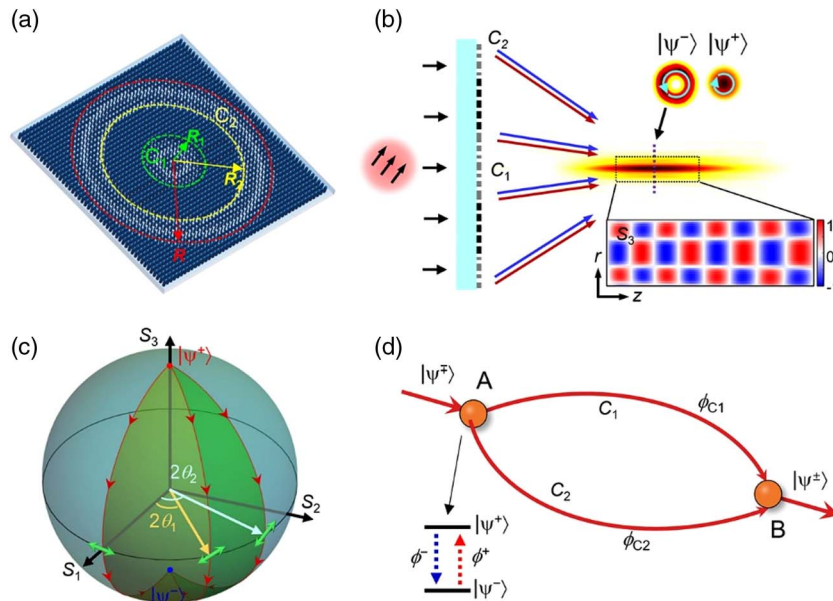 (a)
C₂
C₁
R₁
R₂
R
(b)
C₂
|ψ⁻⟩ |ψ⁺⟩
C₁
S₃
r
z
1
0
(c)
S₃
|ψ⁺⟩
2θ₂
2θ₁
S₂
S₁
|ψ⁻⟩
(d)
|ψ∓⟩
A
C₁
ϕC1
C₂
|ψ±⟩
B
ϕC2
|ψ⁺⟩
ϕ⁻
ϕ⁺
|ψ⁻⟩